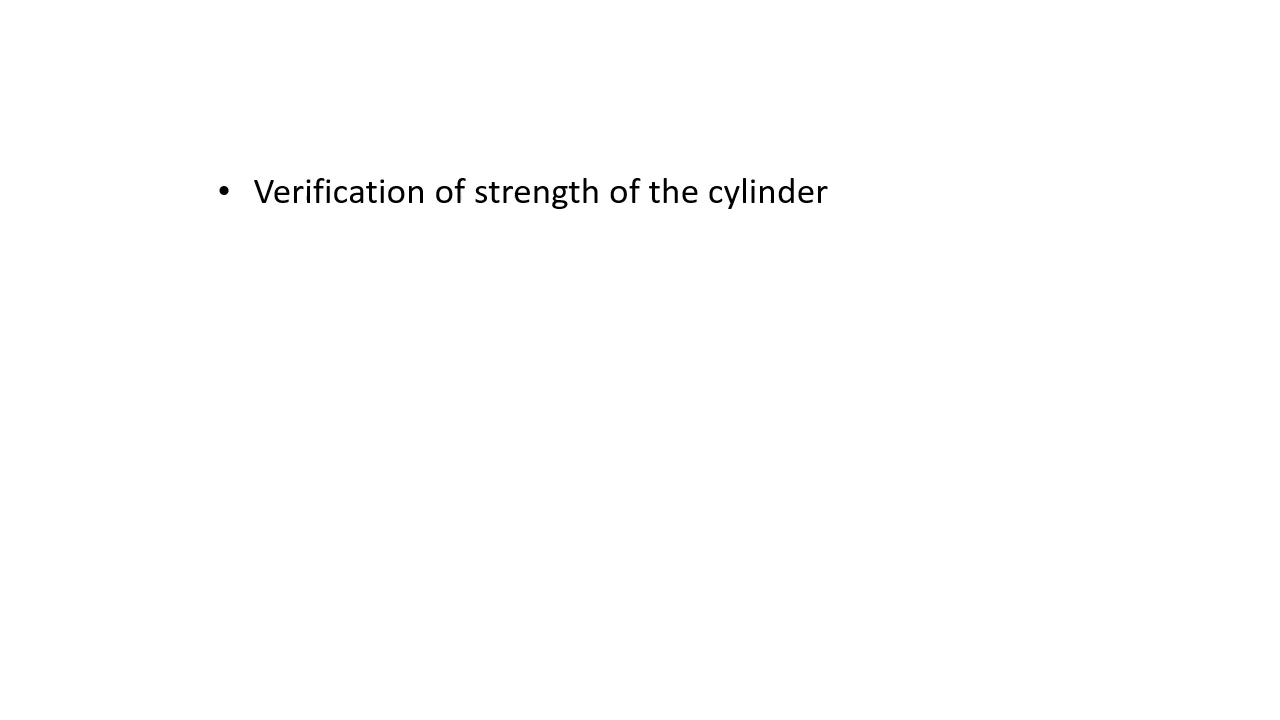 • Verification of strength of the cylinder